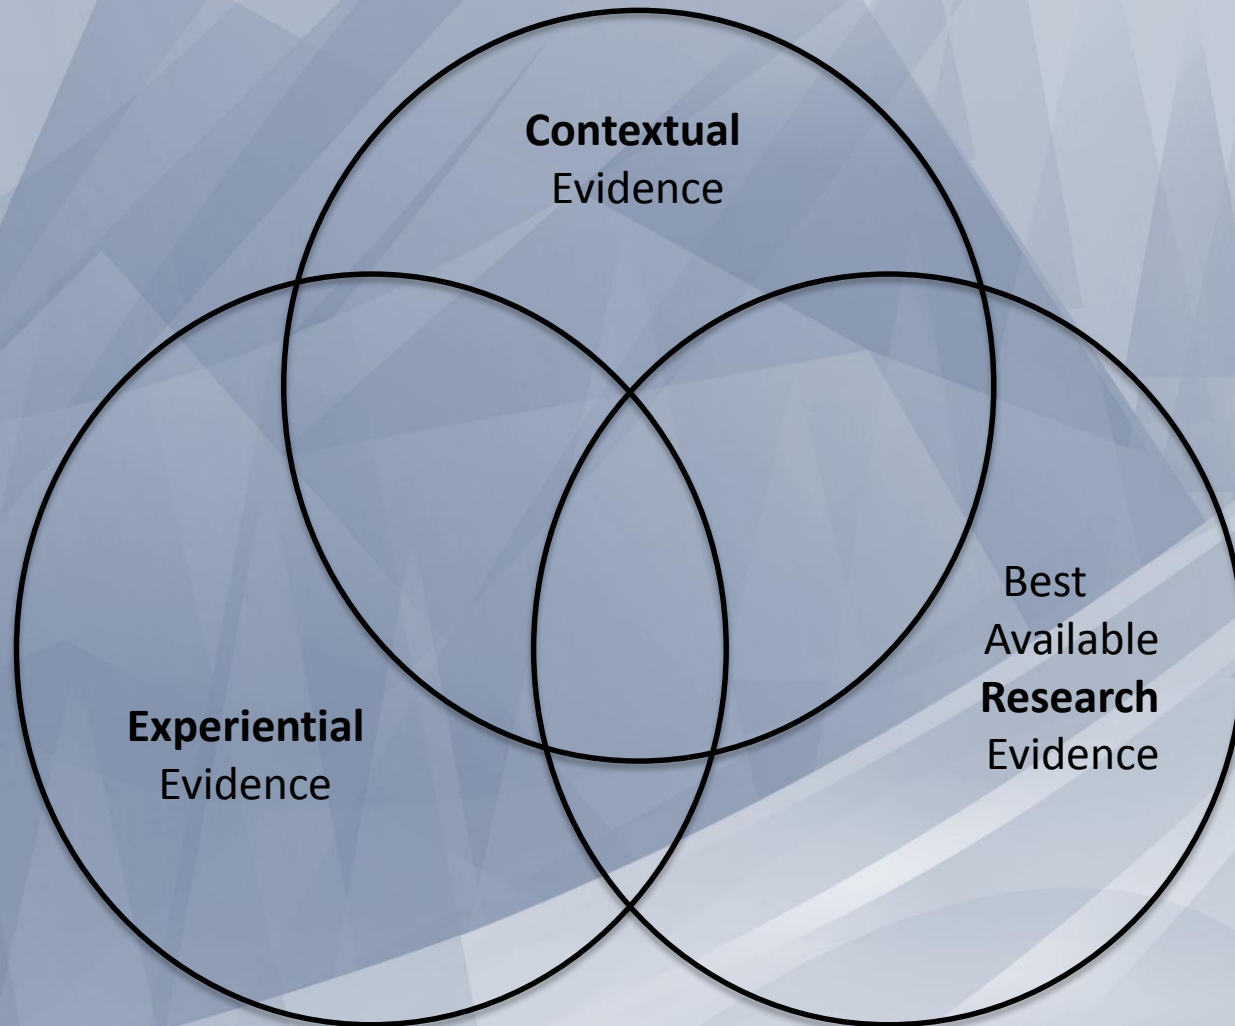 Contextual
Evidence
Best
Available
Research
Evidence
Experiential
Evidence